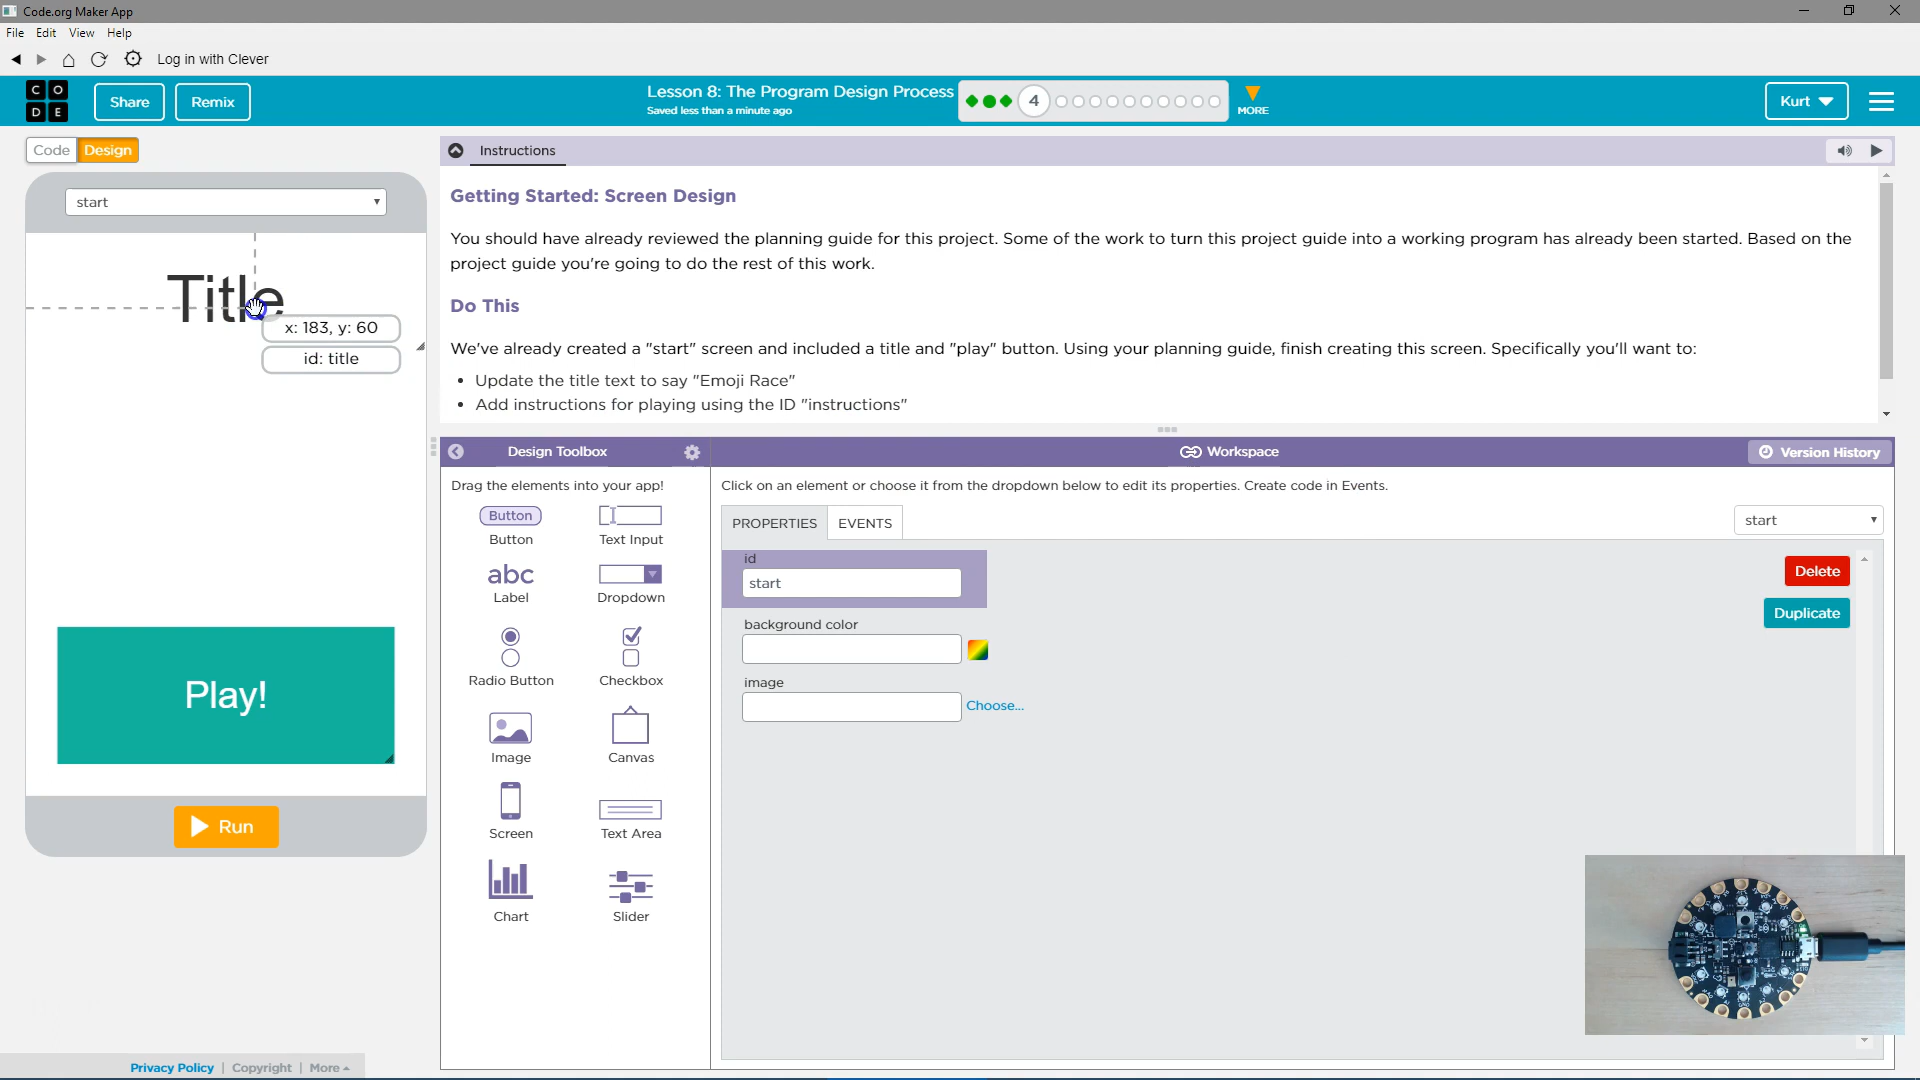 Code.org Maker App
File Edit View Help
Log in with Clever
C O
D E
Share
Remix
Lesson 8: The Program Design Process
Saved less than a minute ago
4
MORE
Kurt
Code
Design
start
Title
x: 183, y: 60
id: title
Play!
Run
Instructions
Getting Started: Screen Design
You should have already reviewed the planning guide for this project. Some of the work to turn this project guide into a working program has already been started. Based on the
project guide you're going to do the rest of this work.
Do This
We've already created a "start" screen and included a title and "play" button. Using your planning guide, finish creating this screen. Specifically you'll want to:
• Update the title text to say "Emoji Race"
• Add instructions for playing using the ID "instructions"
Design Toolbox
Workspace
Version History
Drag the elements into your app!
Button
Button
Text Input
abc
Label
Dropdown
Radio Button
Checkbox
Image
Canvas
Screen
Text Area
Chart
Slider
Click on an element or choose it from the dropdown below to edit its properties. Create code in Events.
PROPERTIES
EVENTS
start
id
start
Delete
Duplicate
background color
image
Choose...
Privacy Policy | Copyright | More